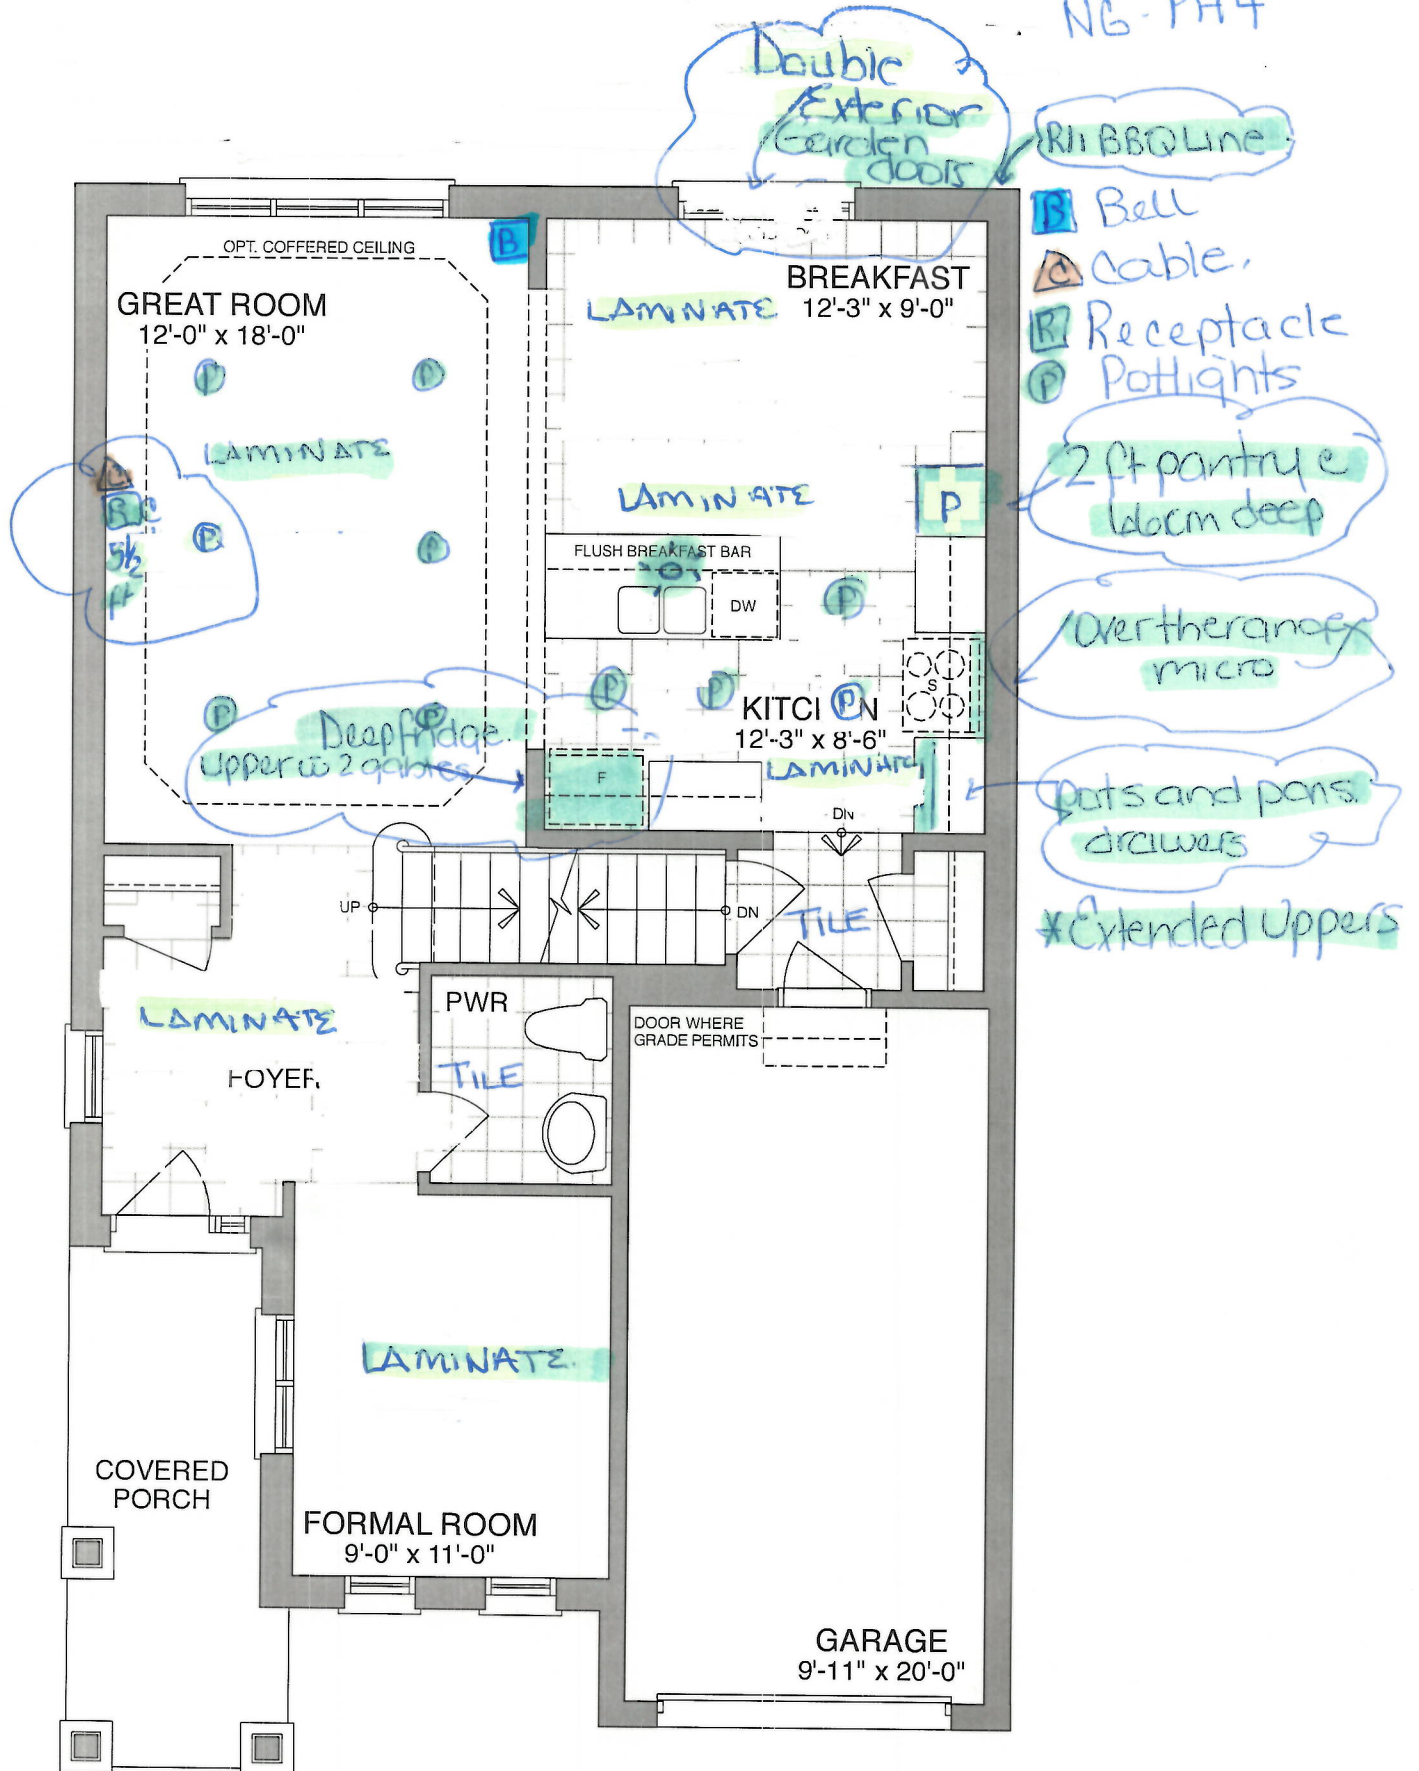 NG-PH4
Double
Exterior
Garden
doors
R/I BBQ Line
B Bell
C Cable.
R Receptacle
P Potlights
OPT. COFFERED CEILING
B
GREAT ROOM
12'-0" x 18'-0"
BREAKFAST
12'-3" x 9'-0"
LAMINATE
P
P
LAMINATE
C
R @
5½
ft
P
P
LAMINATE
P
2 ft pantry @
deep
FLUSH BREAKFAST BAR
DW
P
Over the range
micro
S
P
P
P
P
P
KITCHEN
12'-3" x 8'-6"
LAMINATE
Deep fridge
upper w 2 gables
F
pots and pans
drawers
DN
*Extended Uppers
UP
DN
TILE
LAMINATE
FOYER
PWR
TILE
DOOR WHERE
GRADE PERMITS
LAMINATE
COVERED
PORCH
FORMAL ROOM
9'-0" x 11'-0"
GARAGE
9'-11" x 20'-0"